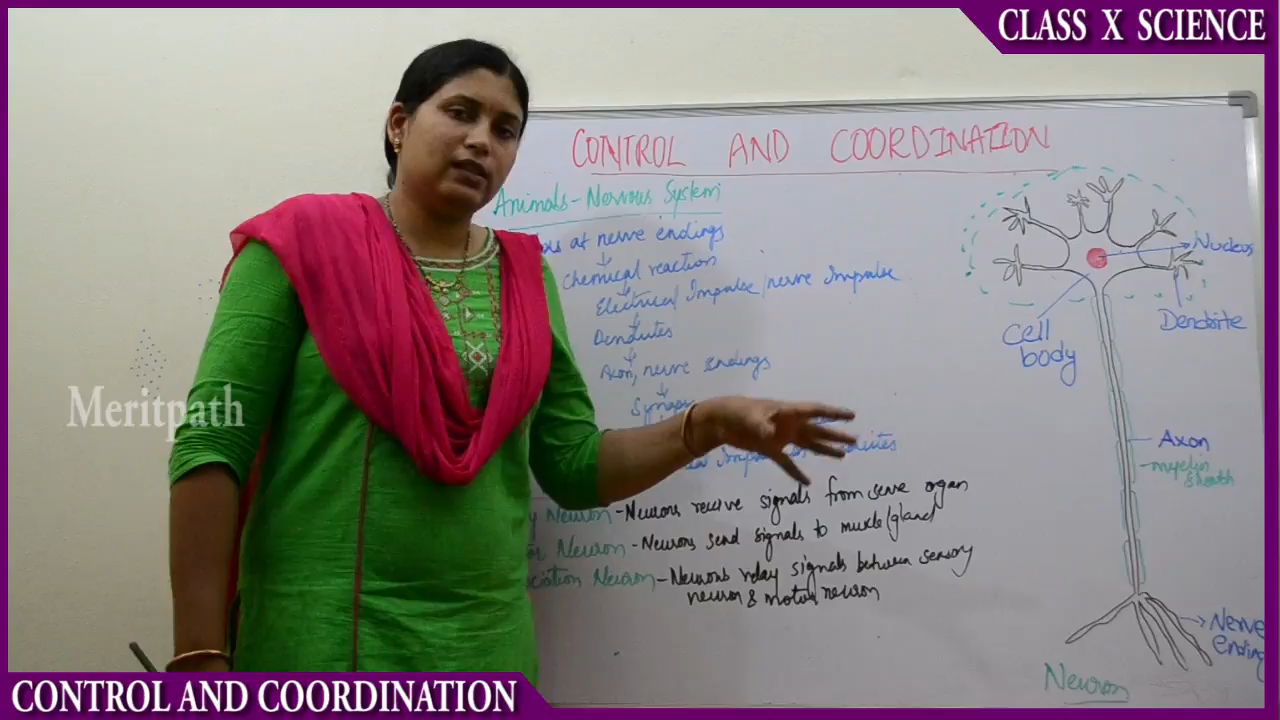 CLASS X SCIENCE
CONTROL AND COORDINATION
Animals-Nervous System
at nerve endings
Chemical reaction
Electrical Impulse/nerve Impulse
Dendrites
Axon, nerve endings
Synapse
Neuron - Neurons receive signals from sense organ
Neuron - Neurons send signals to muscle/gland
Neuron - Neurons relay signals between sensory
neuron & motor neuron
Nucleus
Dendrite
Cell
body
Axon
myelin
sheath
Nerve
Ending
Neuron
Meritpath
CONTROL AND COORDINATION